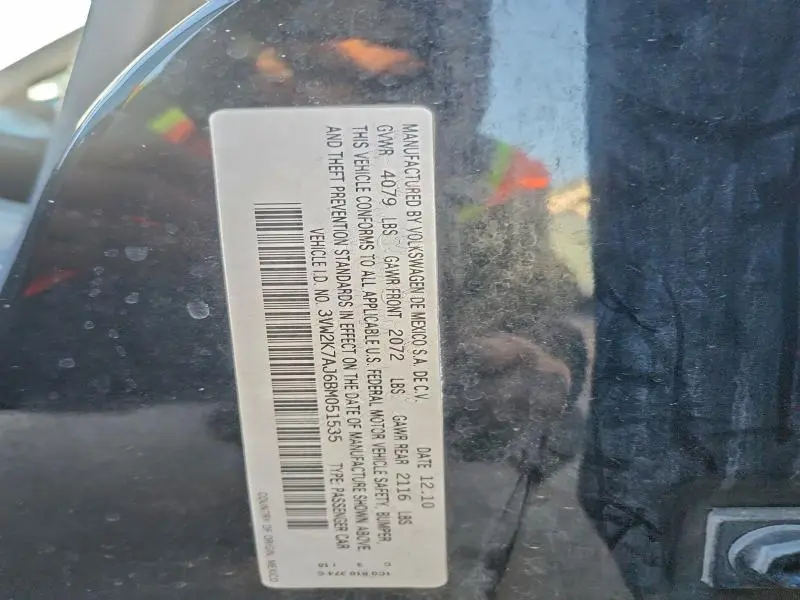 MANUFACTURED BY VOLKSWAGEN DE MEXICO S.A. DE C.V. DATE 12.10
GVWR 4079 LBS GAWR FRONT 2072 LBS GAWR REAR 2116 LBS
THIS VEHICLE CONFORMS TO ALL APPLICABLE U.S. FEDERAL MOTOR VEHICLE SAFETY, BUMPER,
AND THEFT PREVENTION STANDARDS IN EFFECT ON THE DATE OF MANUFACTURE SHOWN ABOVE.
VEHICLE I.D. NO. 3VW2K7AJ6BM051535 TYPE: PASSENGER CAR
COUNTRY OF ORIGIN: MEXICO